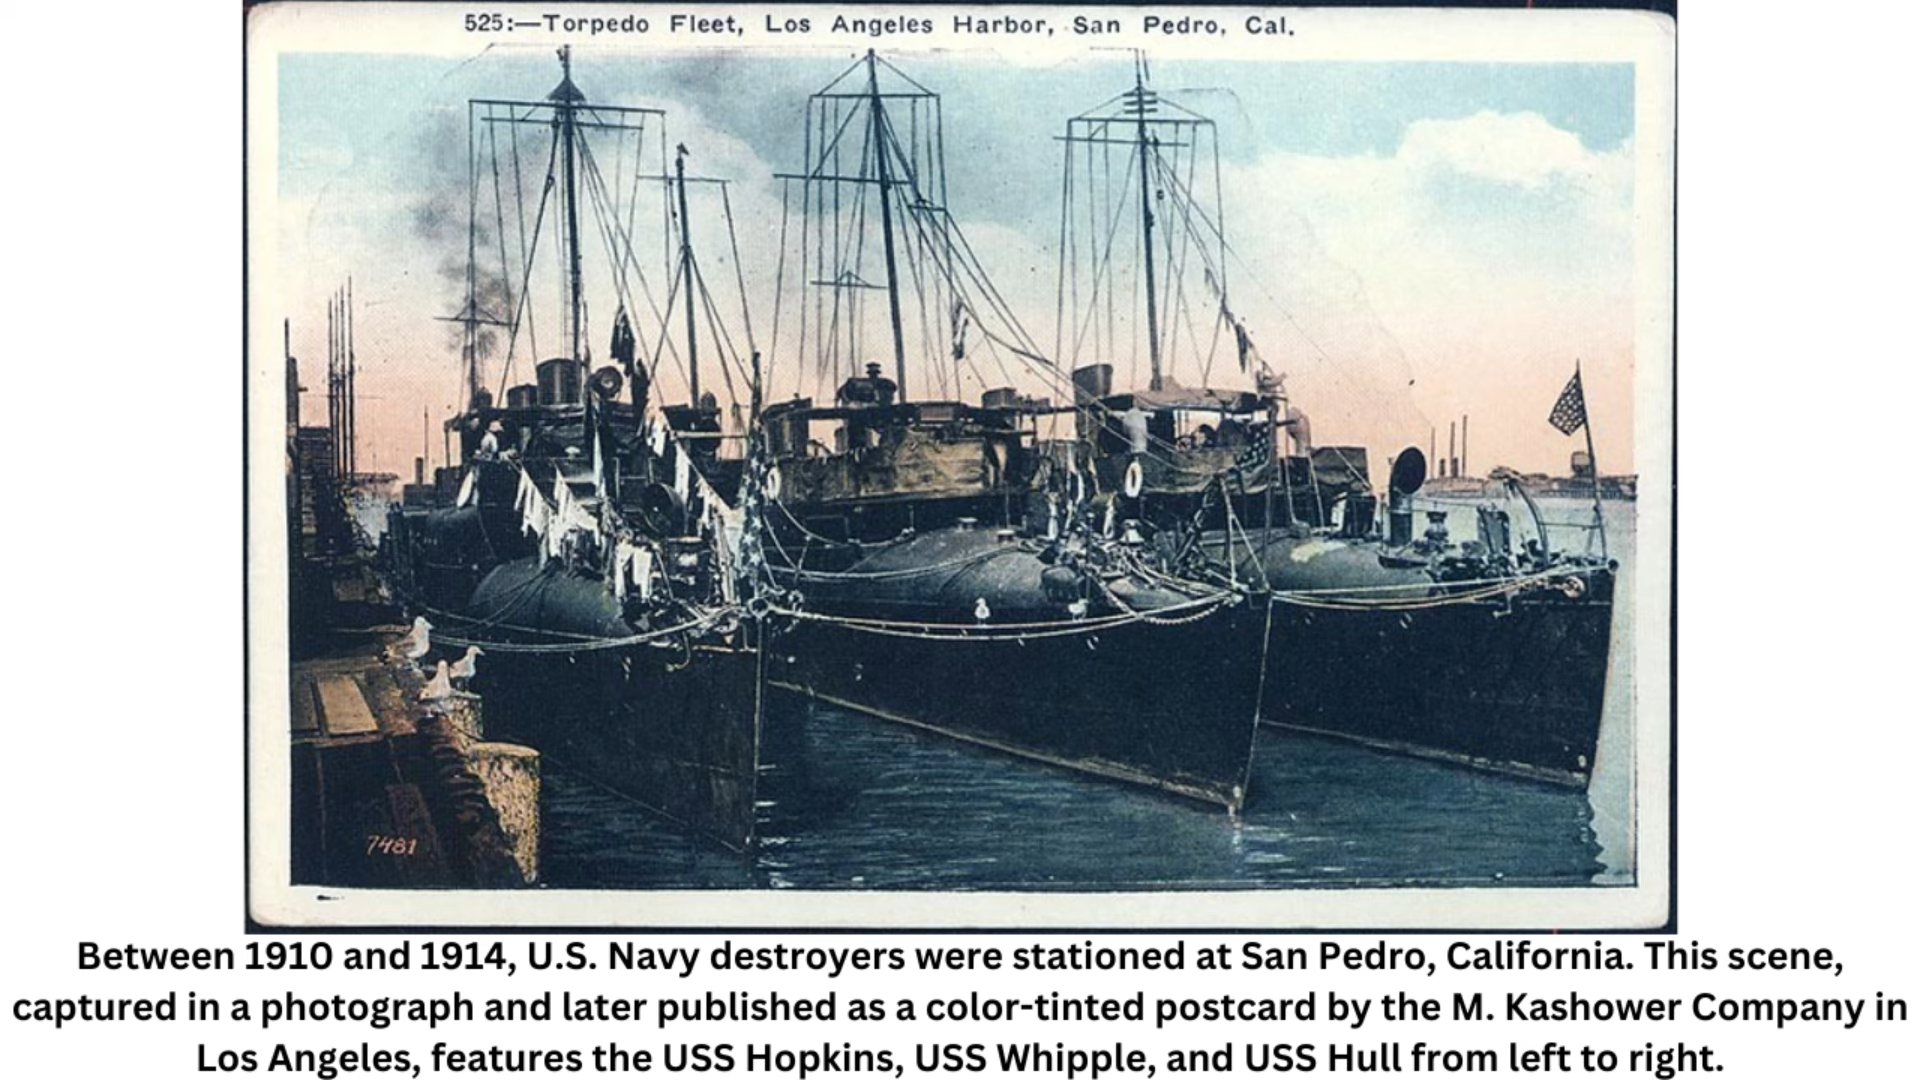 525:—Torpedo Fleet, Los Angeles Harbor, San Pedro, Cal.
7481
Between 1910 and 1914, U.S. Navy destroyers were stationed at San Pedro, California. This scene,
captured in a photograph and later published as a color-tinted postcard by the M. Kashower Company in
Los Angeles, features the USS Hopkins, USS Whipple, and USS Hull from left to right.